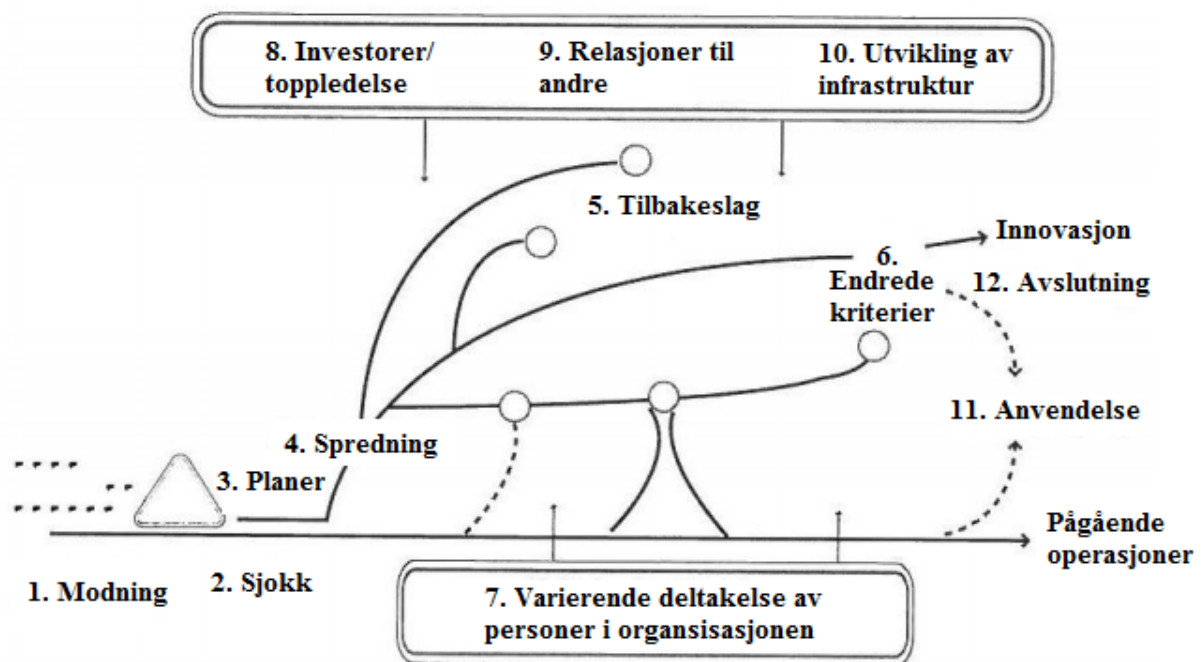 8. Investorer/
toppledelse
9. Relasjoner til
andre
10. Utvikling av
infrastruktur
5. Tilbakeslag
Innovasjon
6.
Endrede
kriterier
12. Avslutning
11. Anvendelse
4. Spredning
3. Planer
Pågående
operasjoner
1. Modning
2. Sjokk
7. Varierende deltakelse av
personer i organsisasjonen